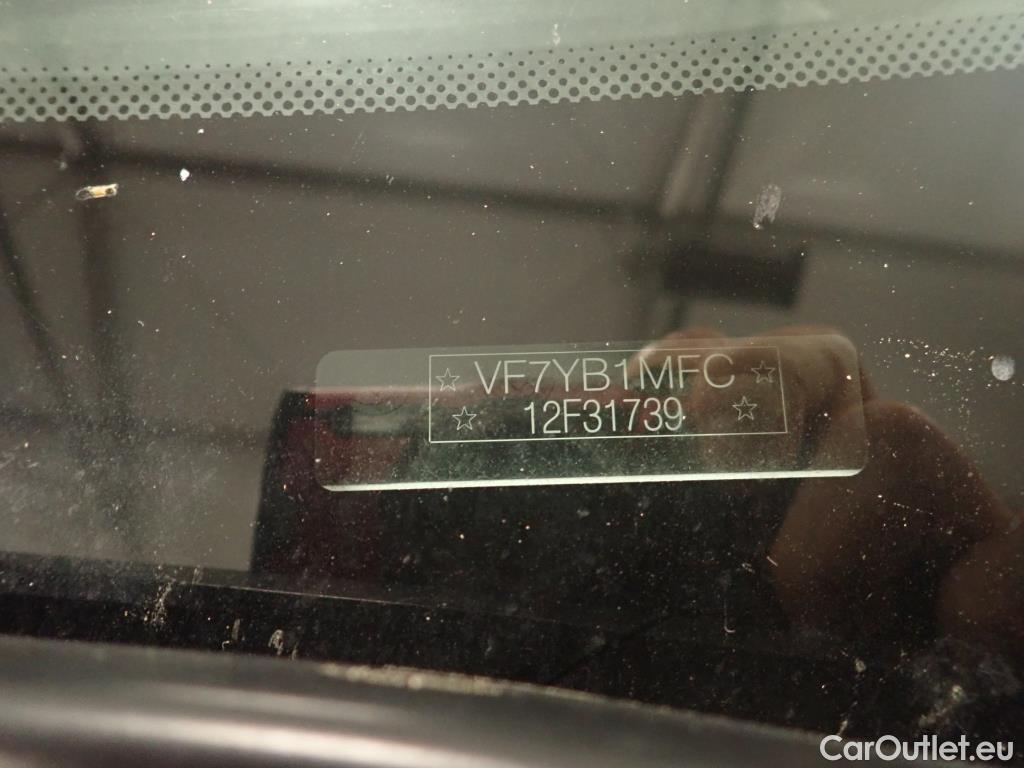 ☆ VF7YB1MFC ☆
☆ 12F31739 ☆
CarOutlet.eu